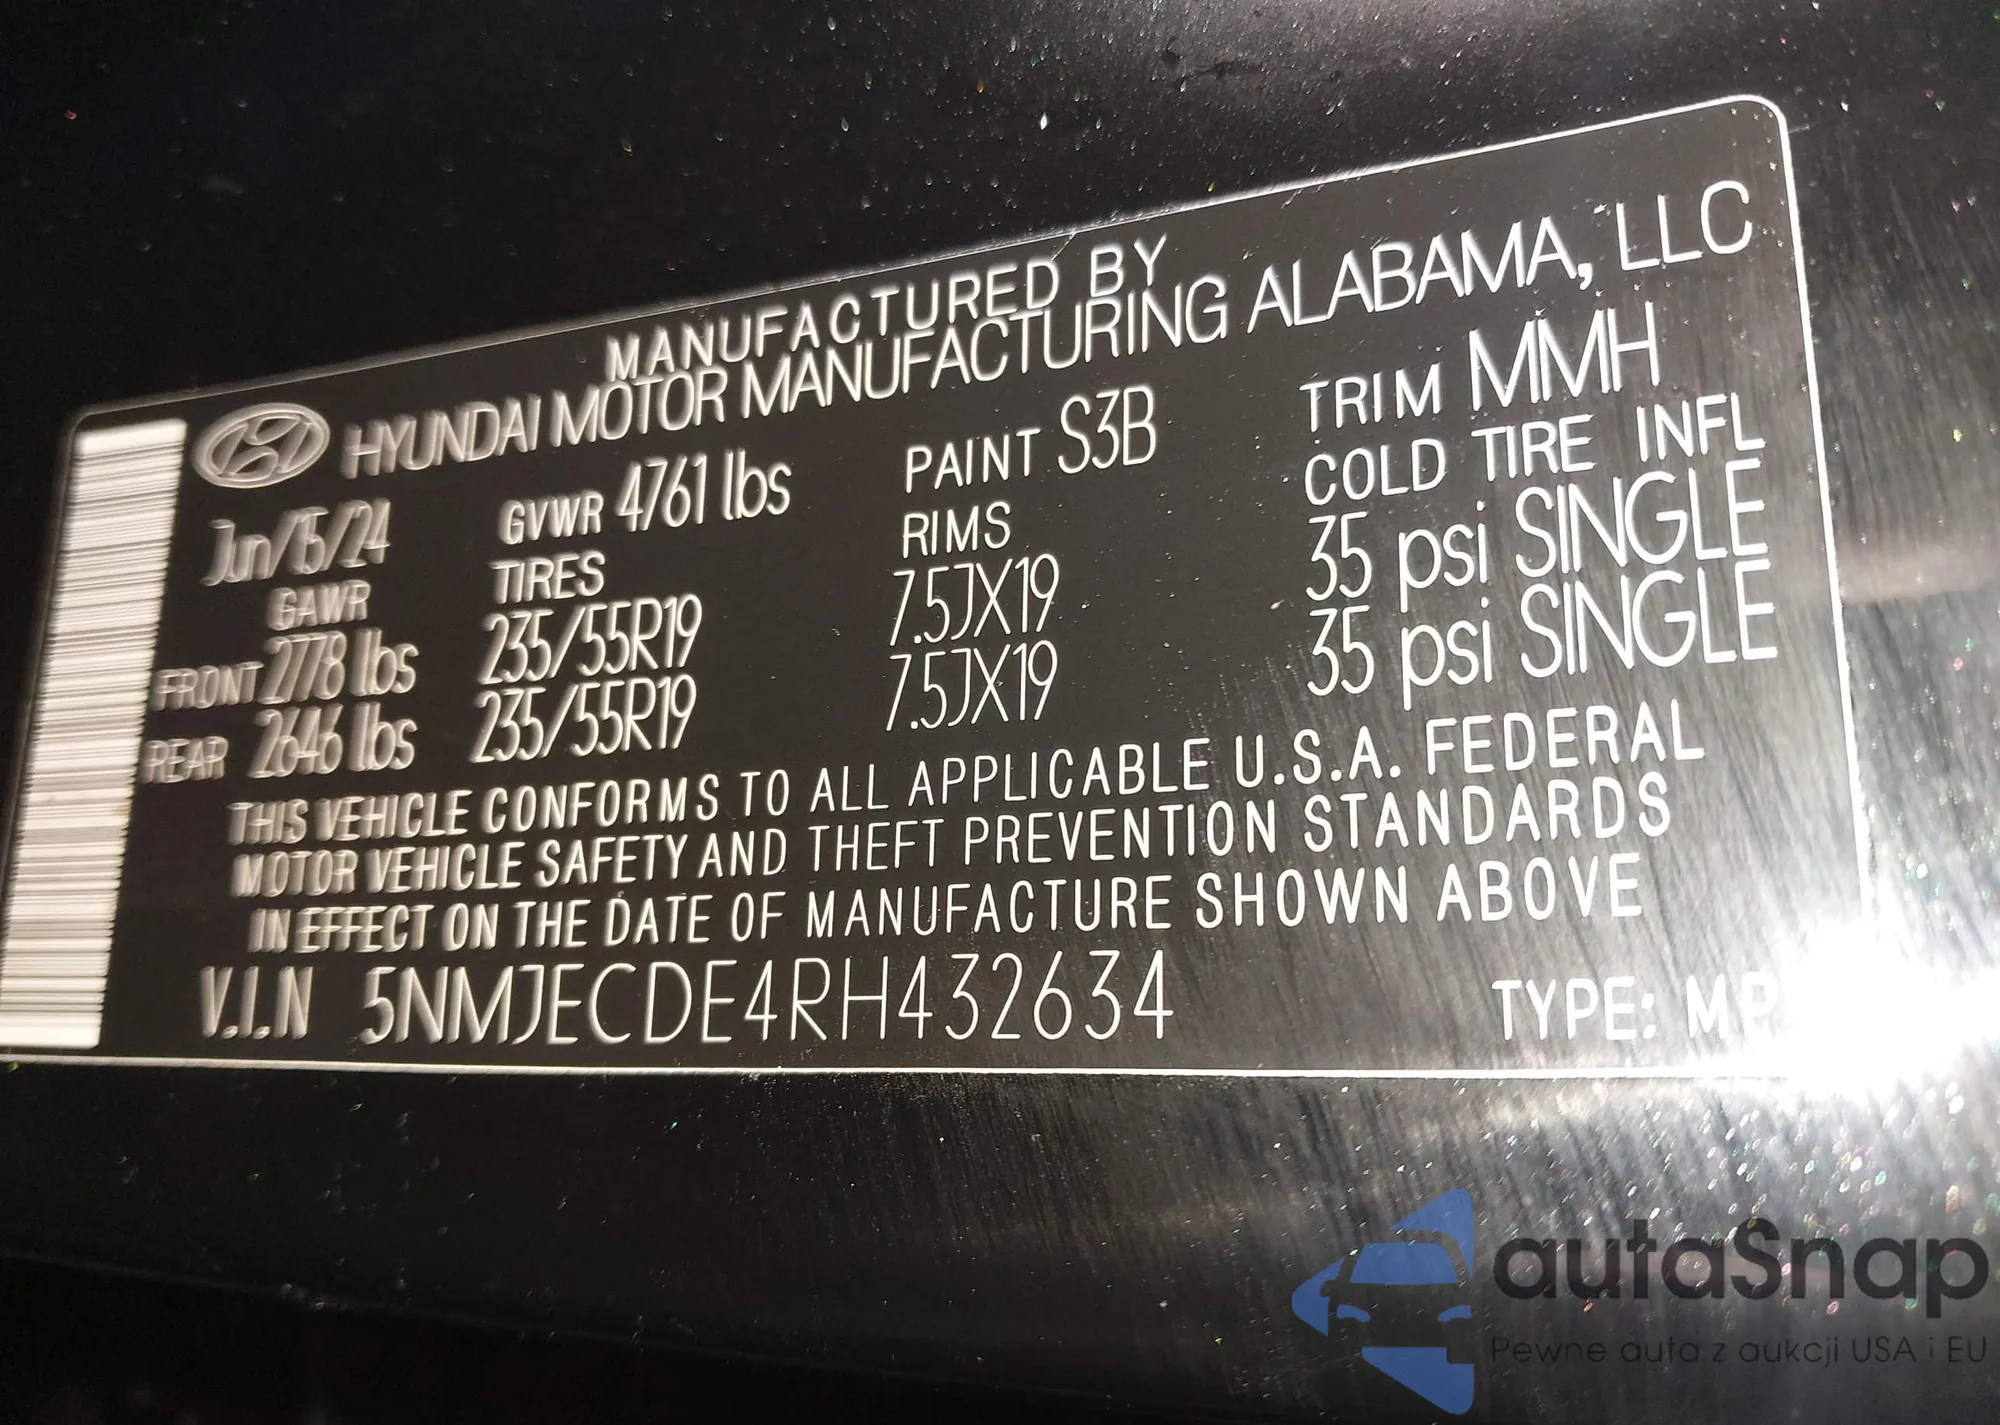 MANUFACTURED BY
HYUNDAI MOTOR MANUFACTURING ALABAMA, LLC
Jun/15/24 GVWR 4761 lbs PAINT S3B TRIM MMH
GAWR TIRES RIMS COLD TIRE INFL
FRONT 2778 lbs 235/55R19 7.5JX19 35 psi SINGLE
REAR 2646 lbs 235/55R19 7.5JX19 35 psi SINGLE
THIS VEHICLE CONFORMS TO ALL APPLICABLE U.S.A. FEDERAL
MOTOR VEHICLE SAFETY AND THEFT PREVENTION STANDARDS
IN EFFECT ON THE DATE OF MANUFACTURE SHOWN ABOVE
V.I.N 5NMJECDE4RH432634 TYPE:
autaSnap
Pewne auta z aukcji USA i EU